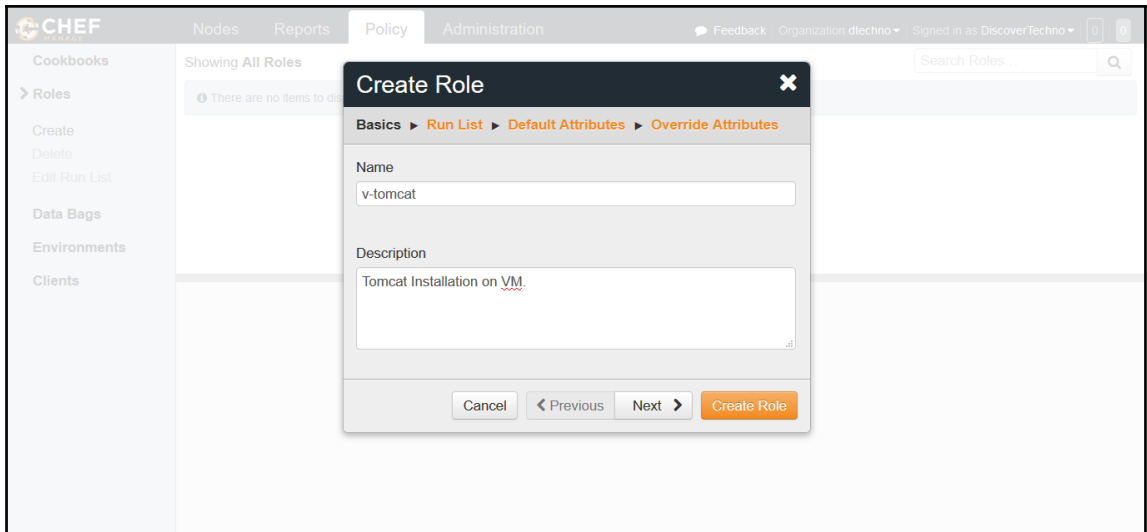 CHEF
MANAGE
Nodes Reports Policy Administration
Feedback Organization dtechno Signed in as DiscoverTechno 0 0
Cookbooks
Roles
Create
Delete
Edit Run List
Data Bags
Environments
Clients
Showing All Roles
Search Roles...
There are no items to dis
Create Role
Basics ► Run List ► Default Attributes ► Override Attributes
Name
v-tomcat
Description
Tomcat Installation on VM.
Cancel Previous Next Create Role